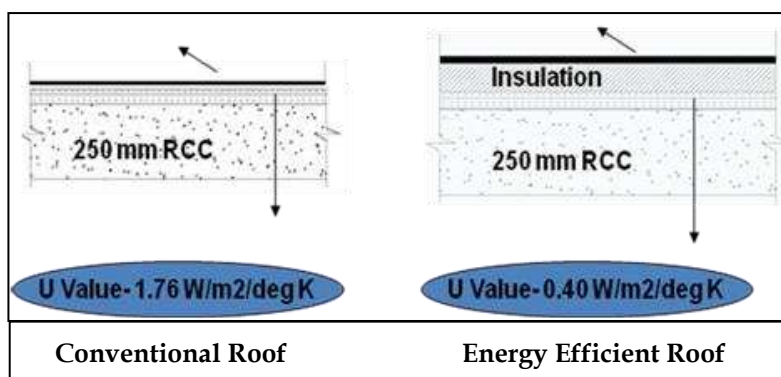 Insulation
250 mm RCC
250 mm RCC
U Value-1.76 W/m2/deg K
U Value-0.40 W/m2/deg K
Conventional Roof
Energy Efficient Roof